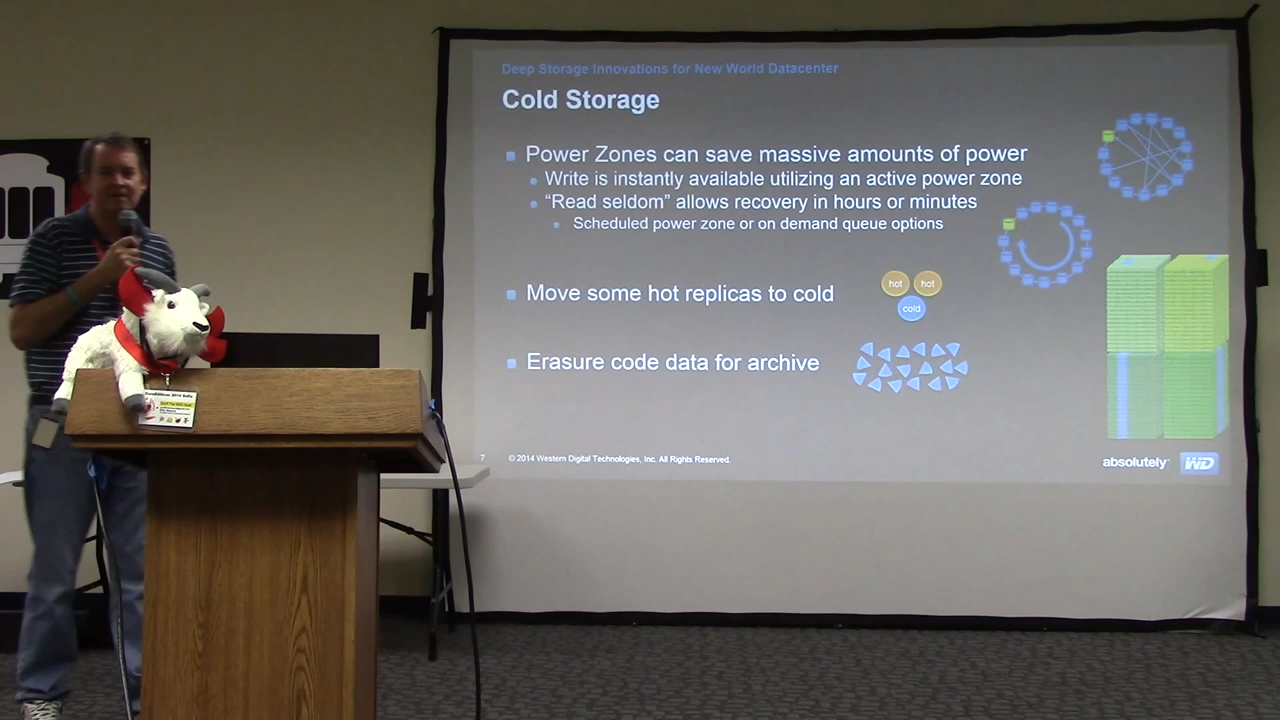 Deep Storage Innovations for New World Datacenter
Cold Storage
Power Zones can save massive amounts of power
Write is instantly available utilizing an active power zone
“Read seldom” allows recovery in hours or minutes
Scheduled power zone or on demand queue options
Move some hot replicas to cold
hot hot
cold
Erasure code data for archive
7 © 2014 Western Digital Technologies, Inc. All Rights Reserved.
absolutely WD